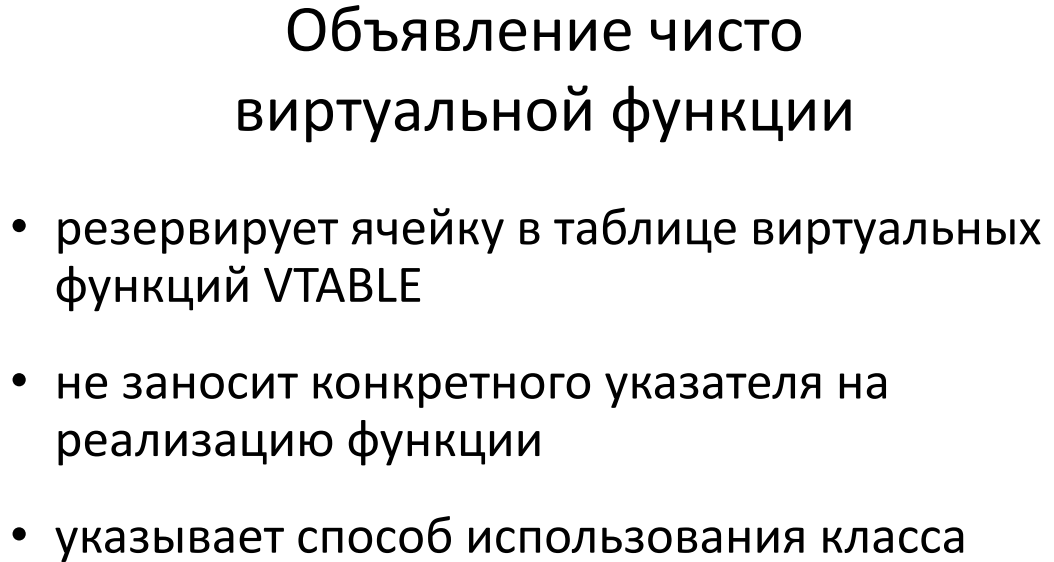 Объявление чисто
виртуальной функции
• резервирует ячейку в таблице виртуальных
функций VTABLE
• не заносит конкретного указателя на
реализацию функции
• указывает способ использования класса